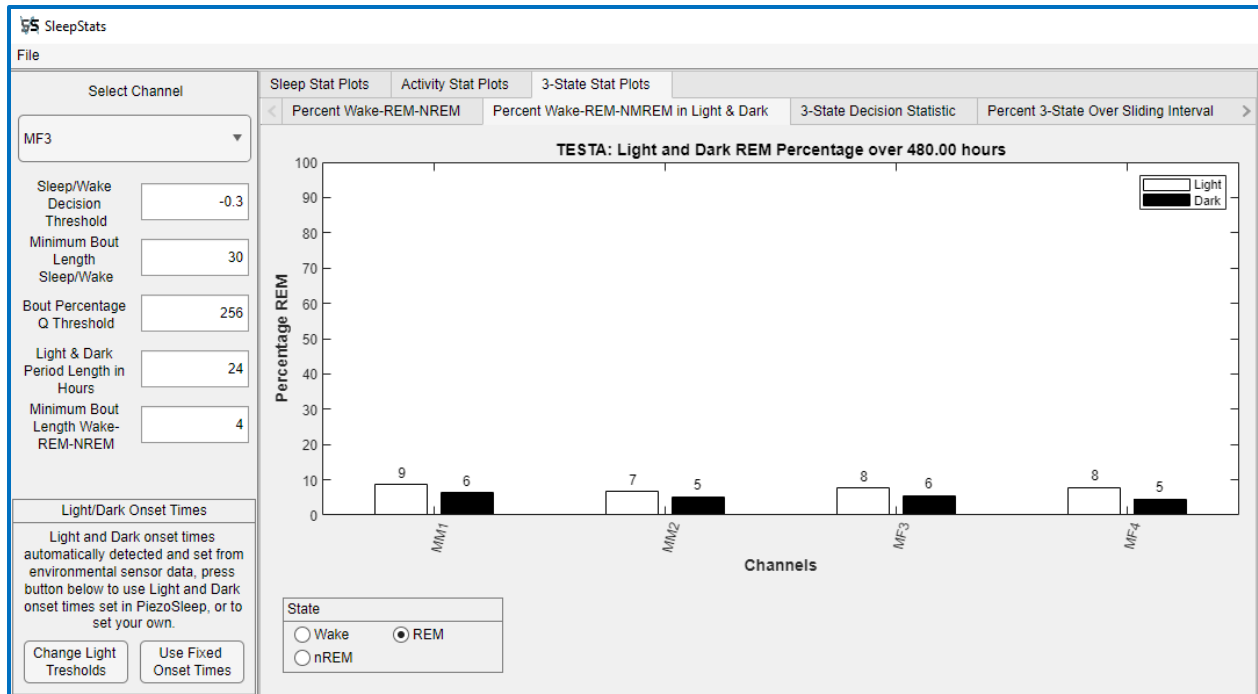 SleepStats
File
Select Channel
MF3
Sleep/Wake
Decision
Threshold
-0.3
Minimum Bout
Length
Sleep/Wake
30
Bout Percentage
Q Threshold
256
Light & Dark
Period Length in
Hours
24
Minimum Bout
Length Wake-
REM-NREM
4
Light/Dark Onset Times
Light and Dark onset times
automatically detected and set from
environmental sensor data, press
button below to use Light and Dark
onset times set in PiezoSleep, or to
set your own.
Change Light
Tresholds
Use Fixed
Onset Times
Sleep Stat Plots
Activity Stat Plots
3-State Stat Plots
Percent Wake-REM-NREM
Percent Wake-REM-NMREM in Light & Dark
3-State Decision Statistic
Percent 3-State Over Sliding Interval
TESTA: Light and Dark REM Percentage over 480.00 hours
Light
Dark
Percentage REM
100
90
80
70
60
50
40
30
20
10
0
9
6
7
5
8
6
8
5
MM1
MM2
MF3
MF4
Channels
State
Wake
REM
nREM